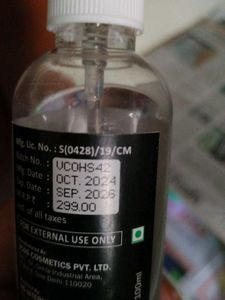 Mfg. Lic. No. : S(0428)/19/CM
Batch No. : VCOHS42
Mfg. Date : OCT. 2024
Exp. Date : SEP. 2026
M.R.P ₹ : 299.00
Incl. of all taxes
FOR EXTERNAL USE ONLY
COSMETICS PVT. LTD.
Industrial Area,
Delhi 110020
100ml